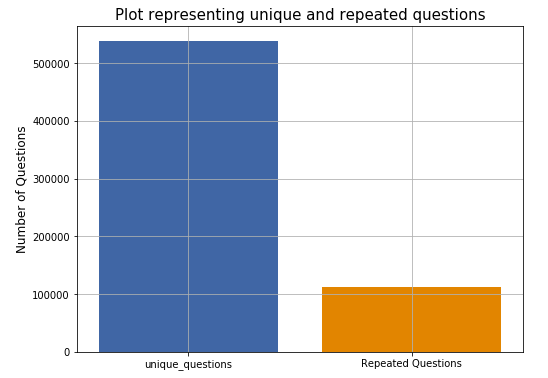 Plot representing unique and repeated questions
Number of Questions
500000
400000
300000
200000
100000
0
unique_questions
Repeated Questions